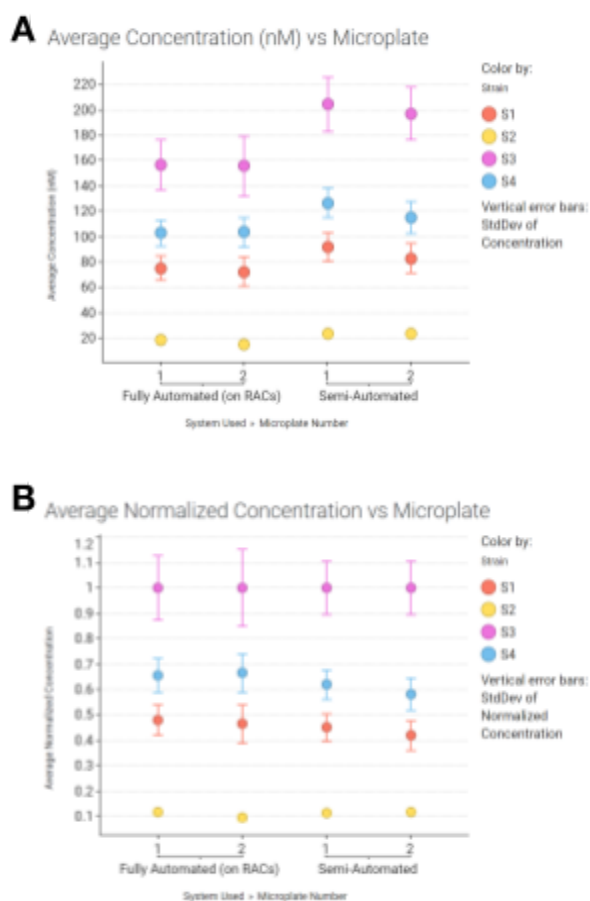 A Average Concentration (nM) vs Microplate
Color by:
Strain
S1
S2
S3
S4
Vertical error bars:
StdDev of
Concentration
Average Concentration (nM)
220
200
180
160
140
120
100
80
60
40
20
1 2 1 2
Fully Automated (on RACs) Semi-Automated
System Used > Microplate Number
B Average Normalized Concentration vs Microplate
Color by:
Strain
S1
S2
S3
S4
Vertical error bars:
StdDev of
Normalized
Concentration
Average Normalized Concentration
1.2
1.1
1
0.9
0.8
0.7
0.6
0.5
0.4
0.3
0.2
0.1
1 2 1 2
Fully Automated (on RACs) Semi-Automated
System Used > Microplate Number